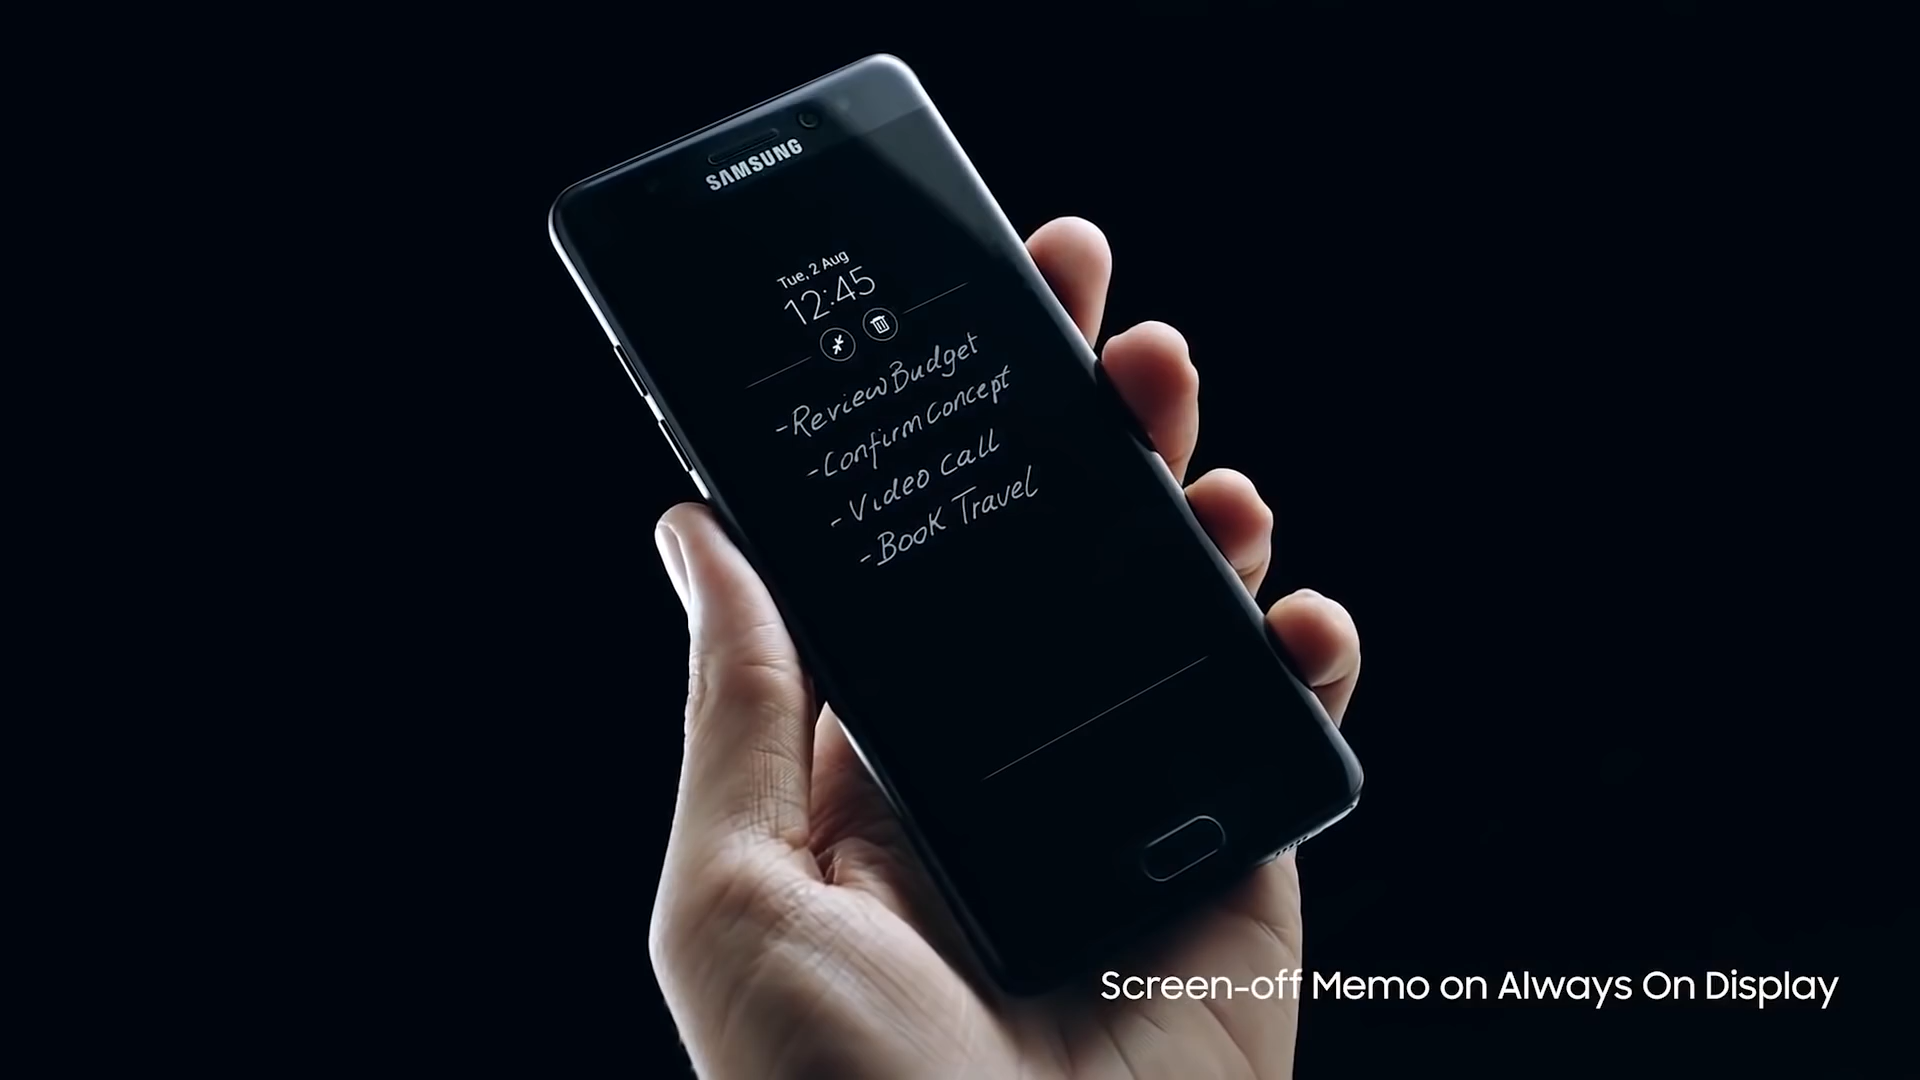 SAMSUNG
Tue, 2 Aug
12:45
-Review Budget
-Confirm Concept
- Video Call
-Book Travel
Screen-off Memo on Always On Display